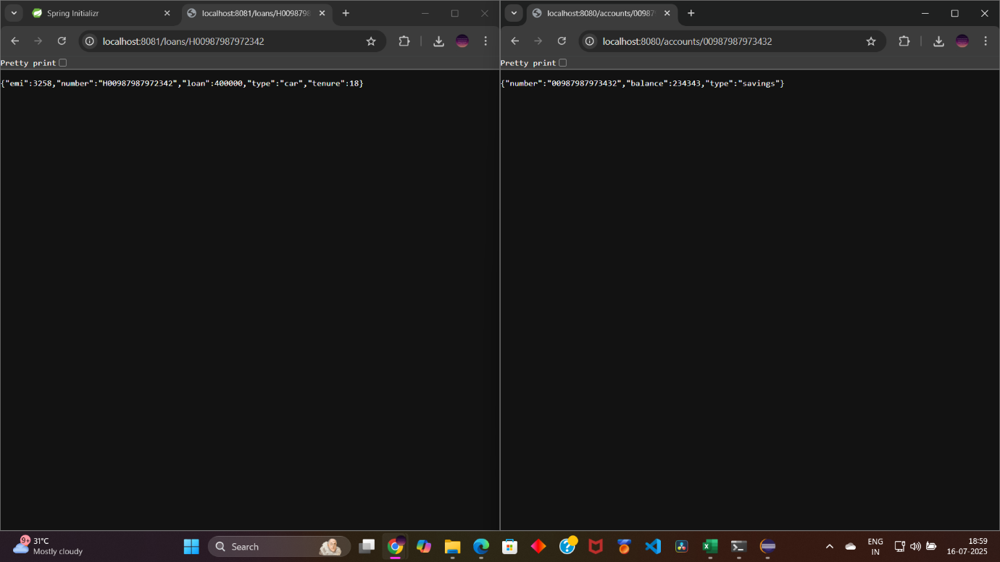 Spring Initializr
localhost:8081/loans/H0098798
localhost:8081/loans/H00987987972342
Pretty print
{"emi":3258,"number":"H00987987972342","loan":400000,"type":"car","tenure":18}
localhost:8080/accounts/00987
localhost:8080/accounts/00987987973432
Pretty print
{"number":"00987987973432","balance":234343,"type":"savings"}
9+
31°C
Mostly cloudy
Search
ENG
IN
18:59
16-07-2025